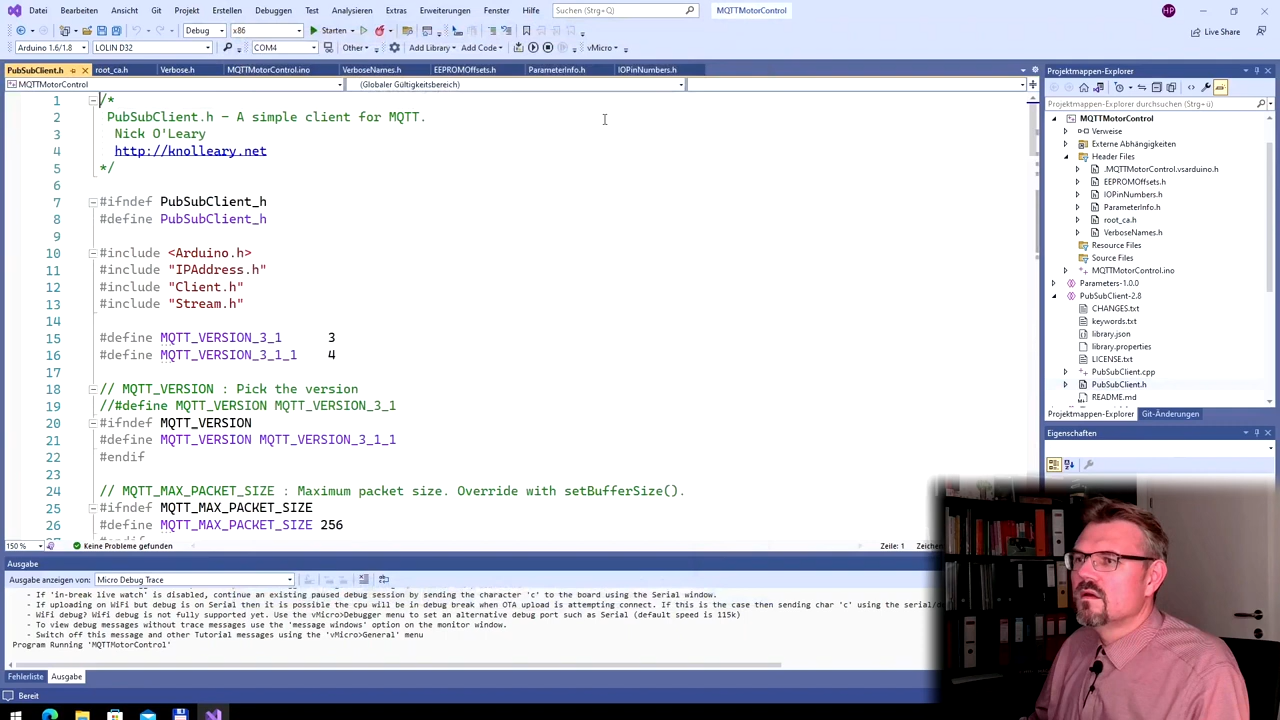 Datei Bearbeiten Ansicht Git Projekt Erstellen Debuggen Test Analysieren Extras Erweiterungen Fenster Hilfe Suchen (Strg+Q) MQTTMotorControl HP
Debug x86 Starten Live Share
Arduino 1.6/1.8 LOLIN D32 COM4 Other Add Library Add Code vMicro
PubSubClient.h root_ca.h Verbose.h MQTTMotorControl.ino VerboseNames.h EEPROMOffsets.h ParameterInfo.h IOPinNumbers.h
MQTTMotorControl (Globaler Gültigkeitsbereich)
1 /*
2 PubSubClient.h - A simple client for MQTT.
3 Nick O'Leary
4 http://knolleary.net
5 */
6
7 #ifndef PubSubClient_h
8 #define PubSubClient_h
9
10 #include <Arduino.h>
11 #include "IPAddress.h"
12 #include "Client.h"
13 #include "Stream.h"
14
15 #define MQTT_VERSION_3_1 3
16 #define MQTT_VERSION_3_1_1 4
17
18 // MQTT_VERSION : Pick the version
19 //#define MQTT_VERSION MQTT_VERSION_3_1
20 #ifndef MQTT_VERSION
21 #define MQTT_VERSION MQTT_VERSION_3_1_1
22 #endif
23
24 // MQTT_MAX_PACKET_SIZE : Maximum packet size. Override with setBufferSize().
25 #ifndef MQTT_MAX_PACKET_SIZE
26 #define MQTT_MAX_PACKET_SIZE 256
150 % Keine Probleme gefunden Zeile: 1
Projektmappen-Explorer
Projektmappen-Explorer durchsuchen (Strg+ü)
MQTTMotorControl
Verweise
Externe Abhängigkeiten
Header Files
.MQTTMotorControl.vsarduino.h
EEPROMOffsets.h
IOPinNumbers.h
ParameterInfo.h
root_ca.h
VerboseNames.h
Resource Files
Source Files
MQTTMotorControl.ino
Parameters-1.0.0
PubSubClient-2.8
CHANGES.txt
keywords.txt
library.json
library.properties
LICENSE.txt
PubSubClient.cpp
PubSubClient.h
README.md
Projektmappen-Explorer Git-Änderungen
Eigenschaften
Ausgabe
Ausgabe anzeigen von: Micro Debug Trace
- If 'in-break live watch' is disabled, continue an existing paused debug session by sending the character 'c' to the board using the Serial window.
- If uploading on WiFi but debug is on Serial then it is possible the cpu will be in debug break when OTA upload is attempting connect. If this is the case then sending char 'c' using the serial/
- WiFi debug? Wifi debug is not fully supported yet. Use the vMicro>Debugger menu to set an alternative debug port such as Serial (default speed is 115k)
- To view debug messages without trace messages use the 'message windows' option on the monitor window.
- Switch off this message and other Tutorial messages using the 'vMicro>General' menu
Program Running 'MQTTMotorControl'
Fehlerliste Ausgabe
Bereit